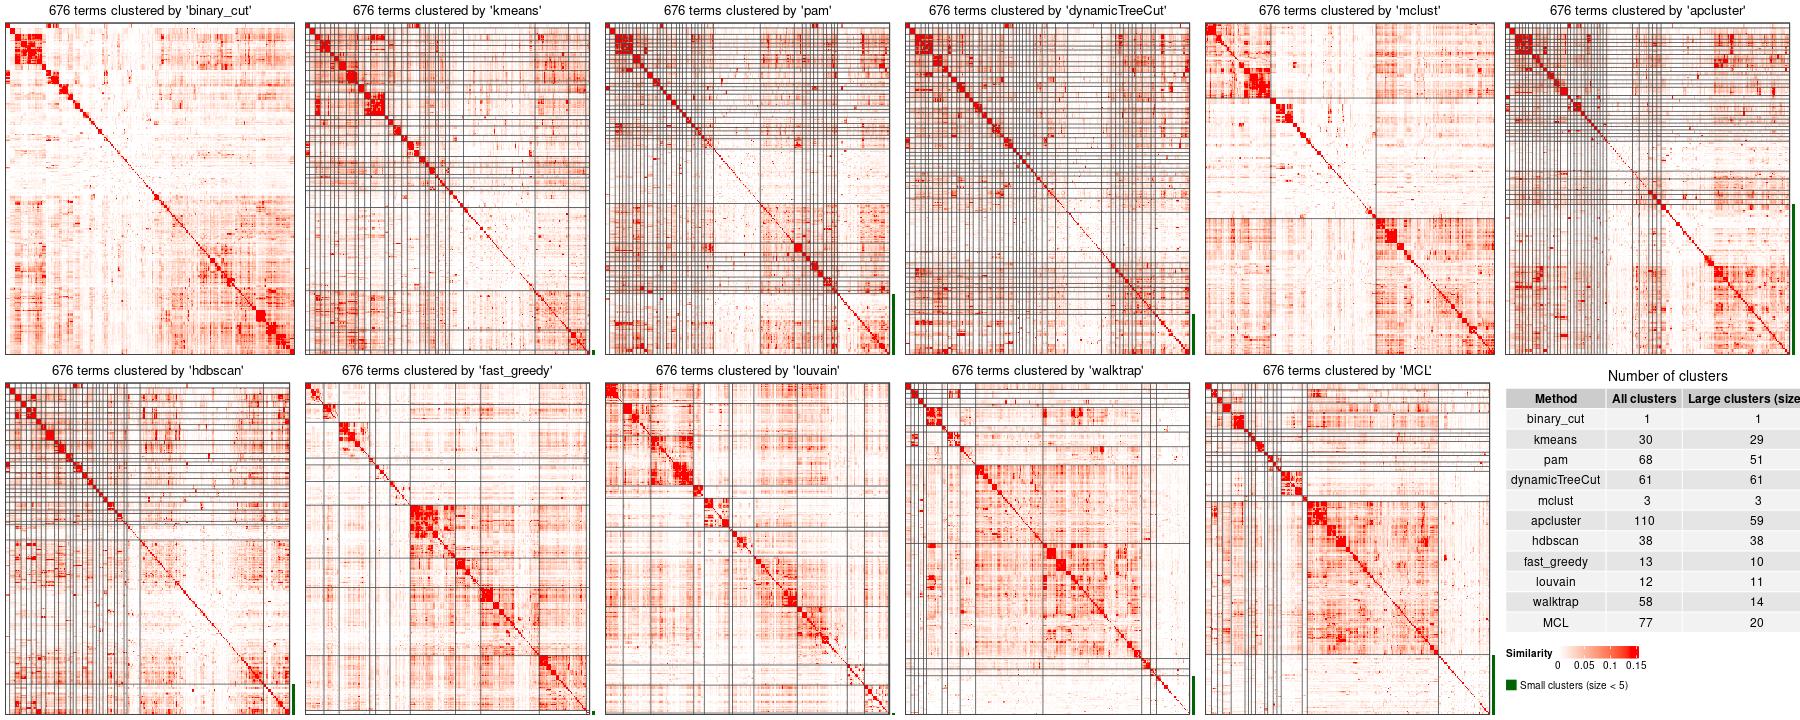 676 terms clustered by 'binary_cut'
676 terms clustered by 'kmeans'
676 terms clustered by 'pam'
676 terms clustered by 'dynamicTreeCut'
676 terms clustered by 'mclust'
676 terms clustered by 'apcluster'
676 terms clustered by 'hdbscan'
676 terms clustered by 'fast_greedy'
676 terms clustered by 'louvain'
676 terms clustered by 'walktrap'
676 terms clustered by 'MCL'
Number of clusters
Method All clusters Large clusters (size
binary_cut 1 1
kmeans 30 29
pam 68 51
dynamicTreeCut 61 61
mclust 3 3
apcluster 110 59
hdbscan 38 38
fast_greedy 13 10
louvain 12 11
walktrap 58 14
MCL 77 20
Similarity
0 0.05 0.1 0.15
Small clusters (size < 5)